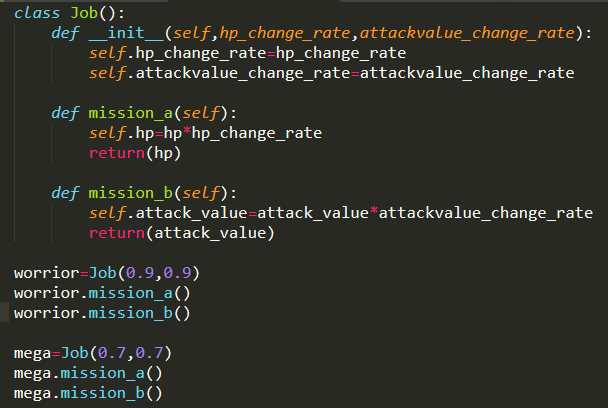 class Job():
    def __init__(self,hp_change_rate,attackvalue_change_rate):
        self.hp_change_rate=hp_change_rate
        self.attackvalue_change_rate=attackvalue_change_rate
    def mission_a(self):
        self.hp=hp*hp_change_rate
        return(hp)
    def mission_b(self):
        self.attack_value=attack_value*attackvalue_change_rate
        return(attack_value)
worrior=Job(0.9,0.9)
worrior.mission_a()
worrior.mission_b()
mega=Job(0.7,0.7)
mega.mission_a()
mega.mission_b()